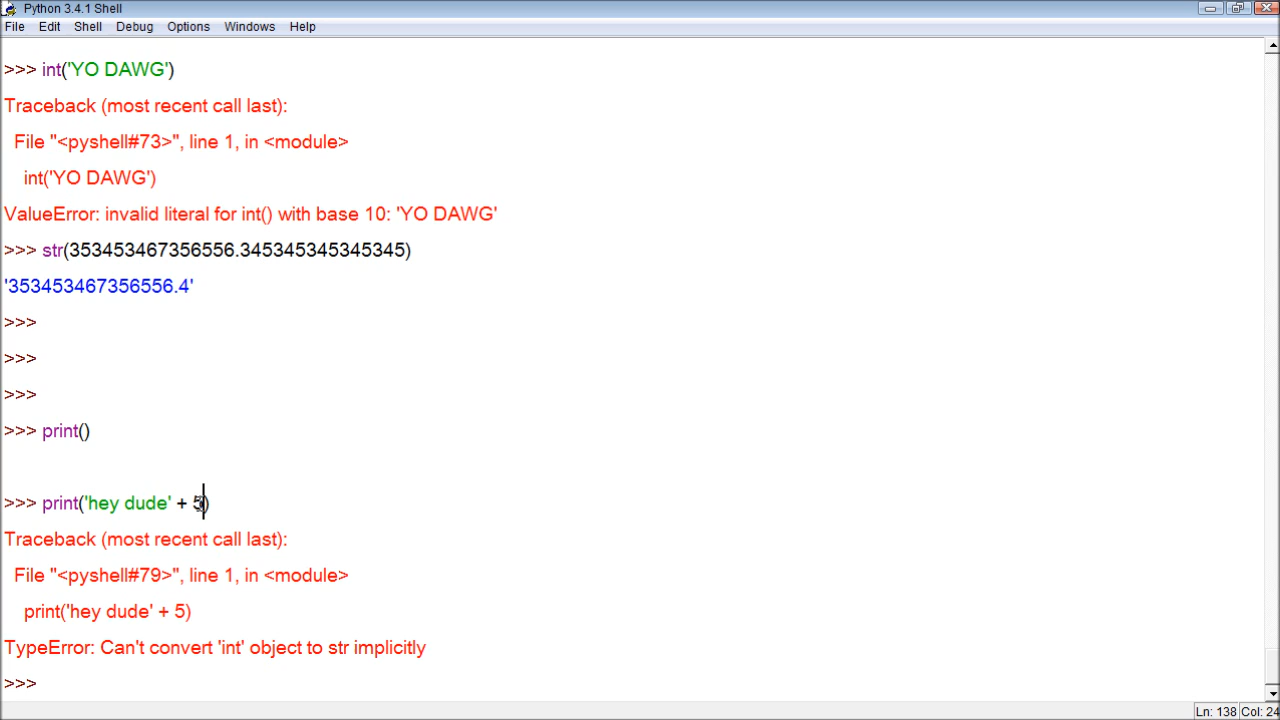 Python 3.4.1 Shell
File Edit Shell Debug Options Windows Help
>>> int('YO DAWG')
Traceback (most recent call last):
File "<pyshell#73>", line 1, in <module>
int('YO DAWG')
ValueError: invalid literal for int() with base 10: 'YO DAWG'
>>> str(353453467356556.345345345345345)
'353453467356556.4'
>>>
>>>
>>>
>>> print()
>>> print('hey dude' + 5)
Traceback (most recent call last):
File "<pyshell#79>", line 1, in <module>
print('hey dude' + 5)
TypeError: Can't convert 'int' object to str implicitly
>>>
Ln: 138 Col: 24